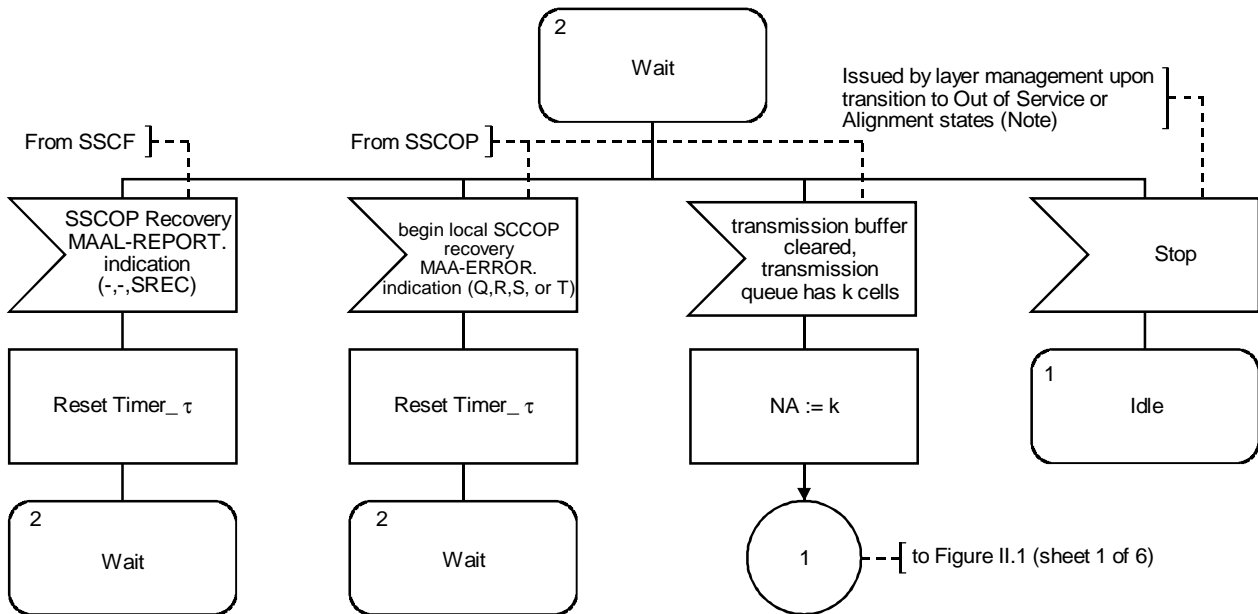 2
Wait
Issued by layer management upon
transition to Out of Service or
Alignment states (Note)
From SSCF
From SSCOP
SSCOP Recovery
MAAL-REPORT.
indication
(-,-,SREC)
begin local SCCOP
recovery
MAA-ERROR.
indication (Q,R,S, or T)
transmission buffer
cleared,
transmission
queue has k cells
Stop
Reset Timer_ τ
Reset Timer_ τ
NA := k
1
Idle
2
Wait
2
Wait
1
to Figure II.1 (sheet 1 of 6)